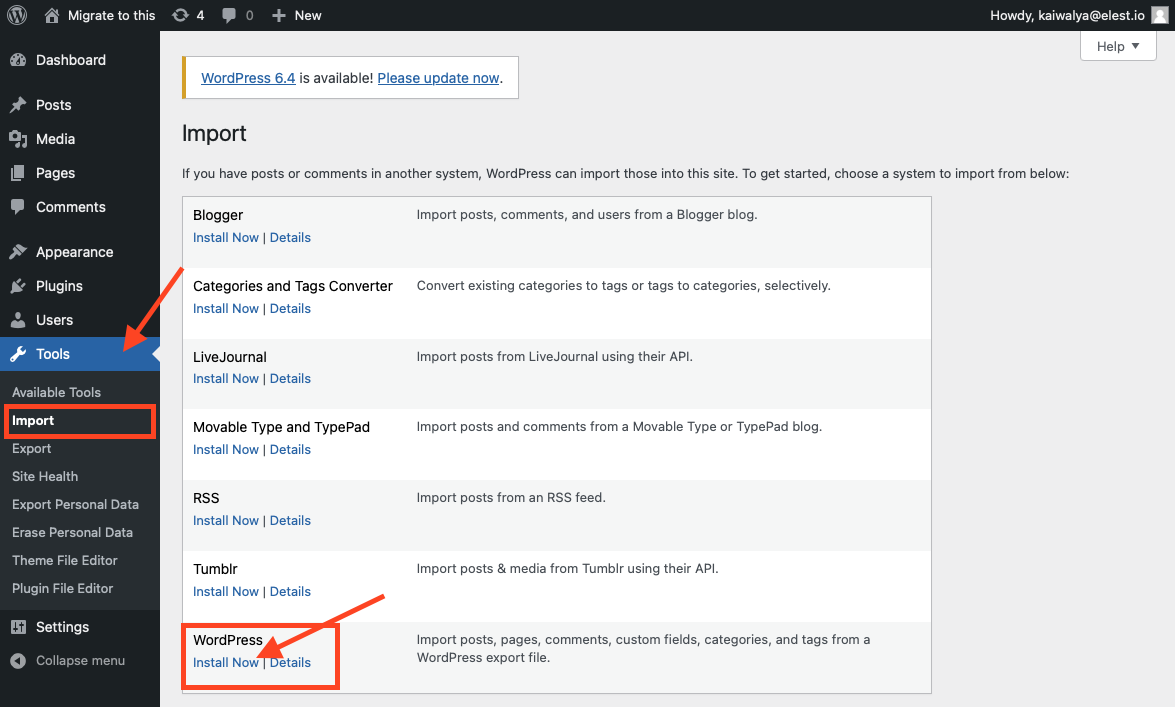 Migrate to this 4 0 New Howdy, kaiwalya@elest.io
Help
Dashboard
Posts
Media
Pages
Comments
Appearance
Plugins
Users
Tools
Available Tools
Import
Export
Site Health
Export Personal Data
Erase Personal Data
Theme File Editor
Plugin File Editor
Settings
Collapse menu
WordPress 6.4 is available! Please update now.
Import
If you have posts or comments in another system, WordPress can import those into this site. To get started, choose a system to import from below:
Blogger Import posts, comments, and users from a Blogger blog.
Install Now | Details
Categories and Tags Converter Convert existing categories to tags or tags to categories, selectively.
Install Now | Details
LiveJournal Import posts from LiveJournal using their API.
Install Now | Details
Movable Type and TypePad Import posts and comments from a Movable Type or TypePad blog.
Install Now | Details
RSS Import posts from an RSS feed.
Install Now | Details
Tumblr Import posts & media from Tumblr using their API.
Install Now | Details
WordPress Import posts, pages, comments, custom fields, categories, and tags from a
Install Now | Details WordPress export file.